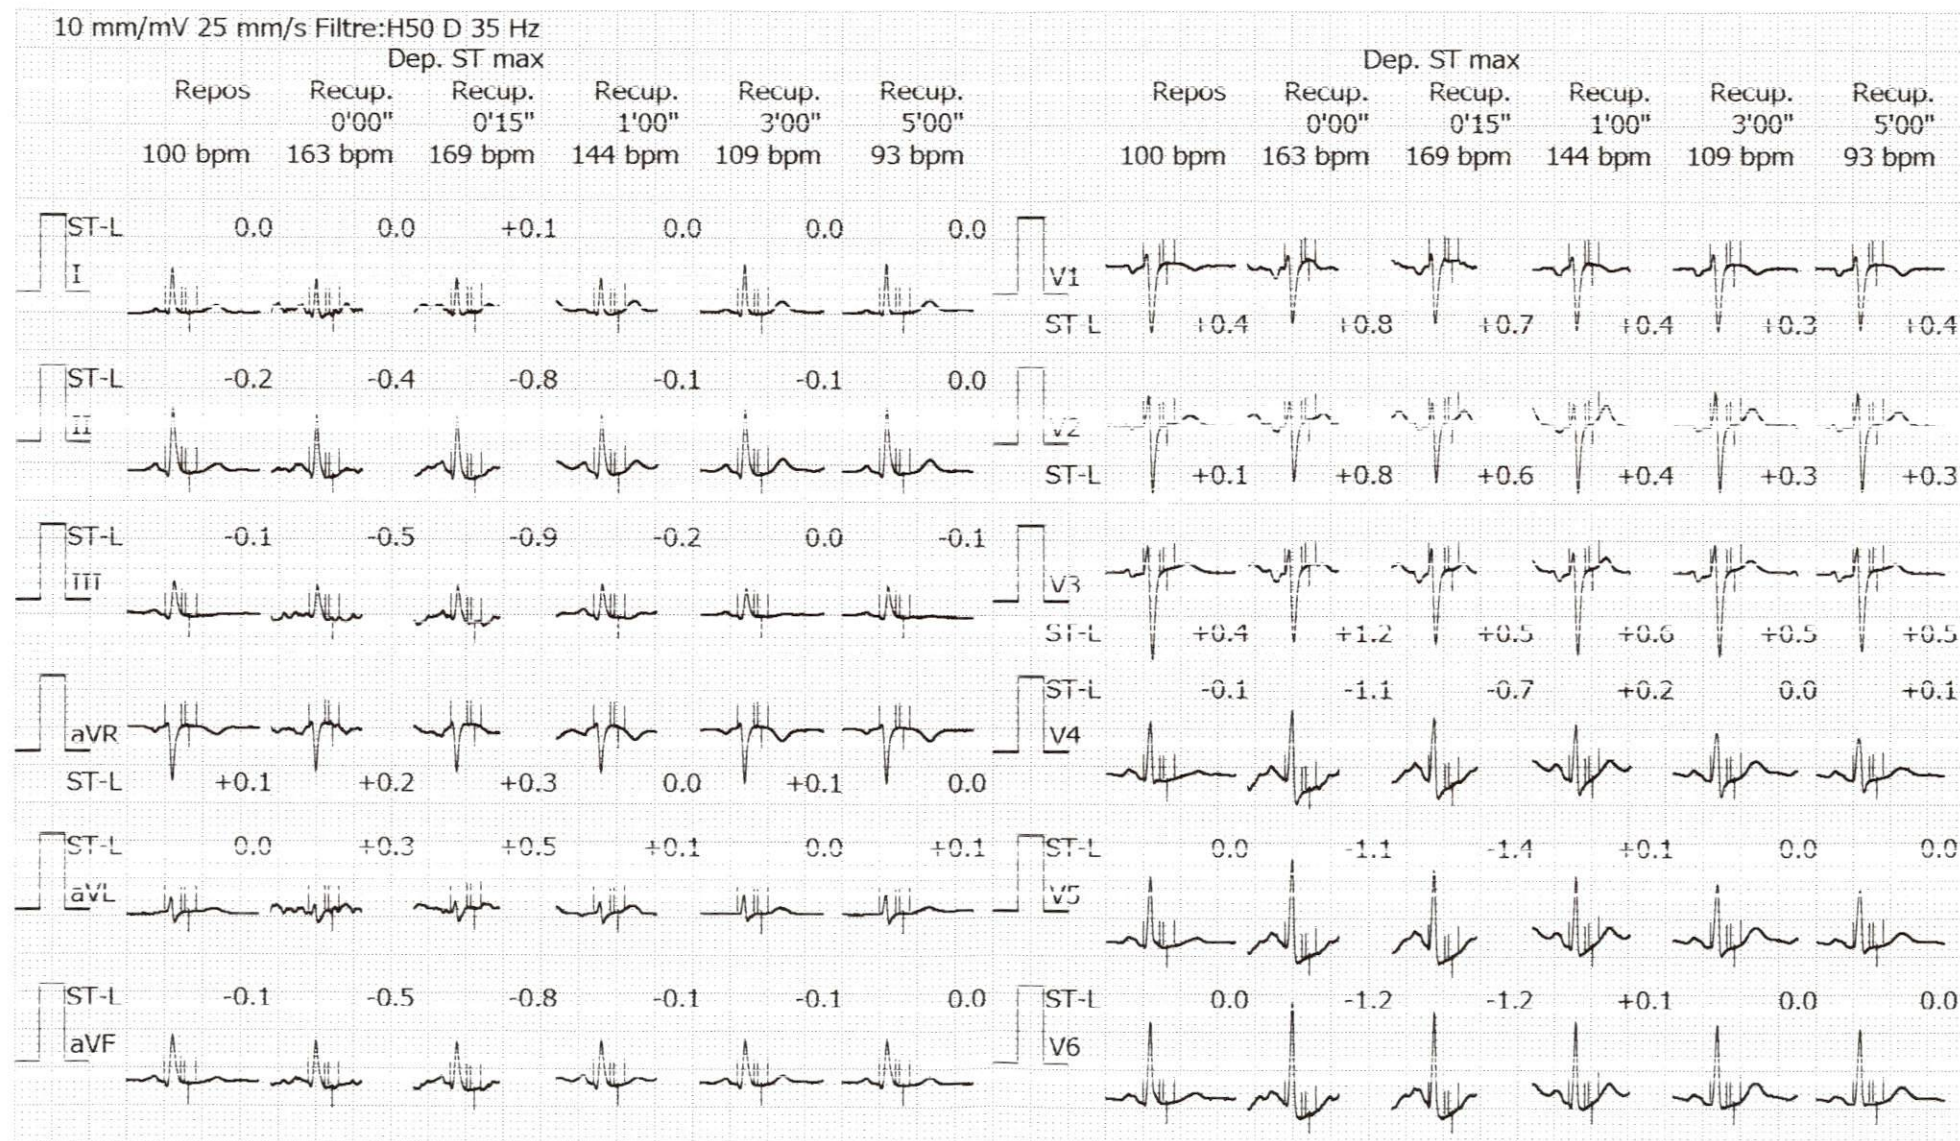 10 mm/mV 25 mm/s Filtre:H50 D 35 Hz
Dep. ST max
Repos Recup. Recup. Recup. Recup. Recup.
0'00" 0'15" 1'00" 3'00" 5'00"
100 bpm 163 bpm 169 bpm 144 bpm 109 bpm 93 bpm
ST-L 0.0 0.0 +0.1 0.0 0.0 0.0
I
ST-L -0.2 -0.4 -0.8 -0.1 -0.1 0.0
II
ST-L -0.1 -0.5 -0.9 -0.2 0.0 -0.1
III
aVR
ST-L +0.1 +0.2 +0.3 0.0 +0.1 0.0
ST-L 0.0 +0.3 +0.5 +0.1 0.0 +0.1
aVL
ST-L -0.1 -0.5 -0.8 -0.1 -0.1 0.0
aVF
Dep. ST max
Repos Recup. Recup. Recup. Recup. Recup.
0'00" 0'15" 1'00" 3'00" 5'00"
100 bpm 163 bpm 169 bpm 144 bpm 109 bpm 93 bpm
V1
ST-L +0.4 +0.8 +0.7 +0.4 +0.3 +0.4
V2
ST-L +0.1 +0.8 +0.6 +0.4 +0.3 +0.3
V3
ST-L +0.4 +1.2 +0.5 +0.6 +0.5 +0.5
ST-L -0.1 -1.1 -0.7 +0.2 0.0 +0.1
V4
ST-L 0.0 -1.1 -1.4 +0.1 0.0 0.0
V5
ST-L 0.0 -1.2 -1.2 +0.1 0.0 0.0
V6